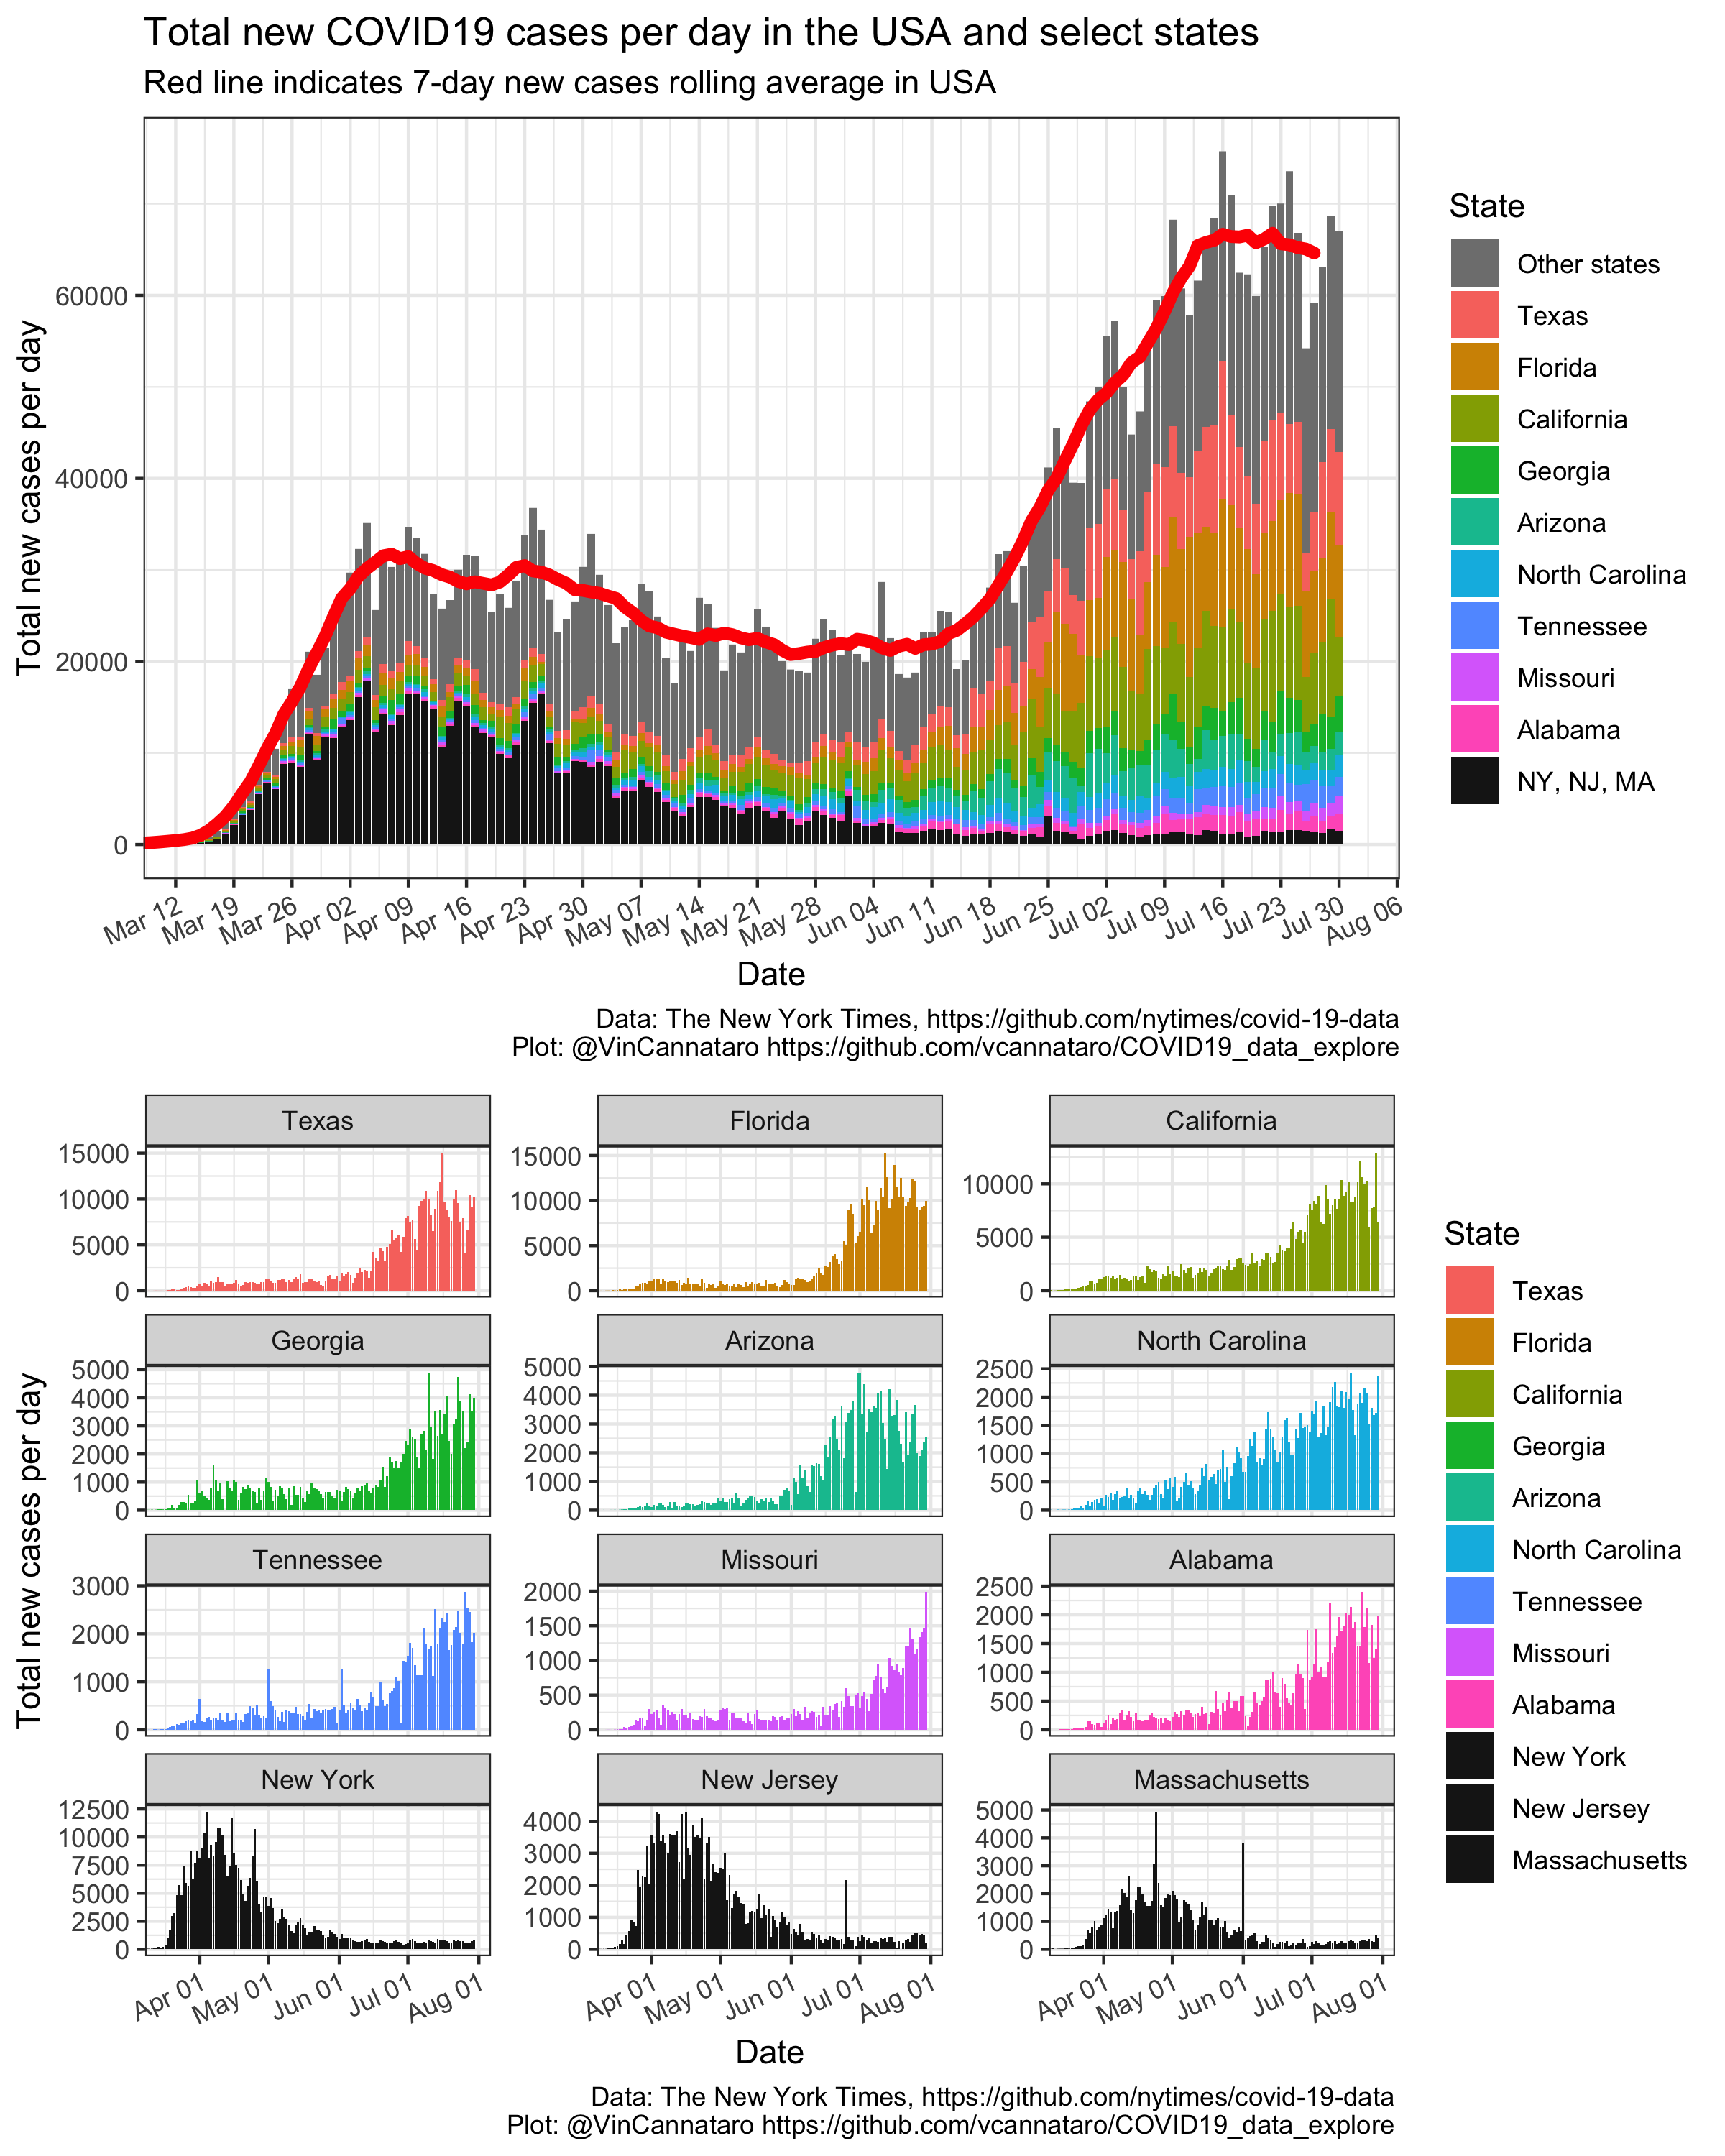 Total new COVID19 cases per day in the USA and select states
Red line indicates 7-day new cases rolling average in USA
Total new cases per day
60000
40000
20000
0
Mar 12 Mar 19 Mar 26 Apr 02 Apr 09 Apr 16 Apr 23 Apr 30 May 07 May 14 May 21 May 28 Jun 04 Jun 11 Jun 18 Jun 25 Jul 02 Jul 09 Jul 16 Jul 23 Jul 30 Aug 06
Date
State
Other states
Texas
Florida
California
Georgia
Arizona
North Carolina
Tennessee
Missouri
Alabama
NY, NJ, MA
Data: The New York Times, https://github.com/nytimes/covid-19-data
Plot: @VinCannataro https://github.com/vcannataro/COVID19_data_explore
Total new cases per day
Texas
15000
10000
5000
0
Florida
15000
10000
5000
0
California
10000
5000
0
Georgia
5000
4000
3000
2000
1000
0
Arizona
5000
4000
3000
2000
1000
0
North Carolina
2500
2000
1500
1000
500
0
Tennessee
3000
2000
1000
0
Missouri
2000
1500
1000
500
0
Alabama
2500
2000
1500
1000
500
0
New York
12500
10000
7500
5000
2500
0
New Jersey
4000
3000
2000
1000
0
Massachusetts
5000
4000
3000
2000
1000
0
Apr 01 May 01 Jun 01 Jul 01 Aug 01
Apr 01 May 01 Jun 01 Jul 01 Aug 01
Apr 01 May 01 Jun 01 Jul 01 Aug 01
Date
State
Texas
Florida
California
Georgia
Arizona
North Carolina
Tennessee
Missouri
Alabama
New York
New Jersey
Massachusetts
Data: The New York Times, https://github.com/nytimes/covid-19-data
Plot: @VinCannataro https://github.com/vcannataro/COVID19_data_explore